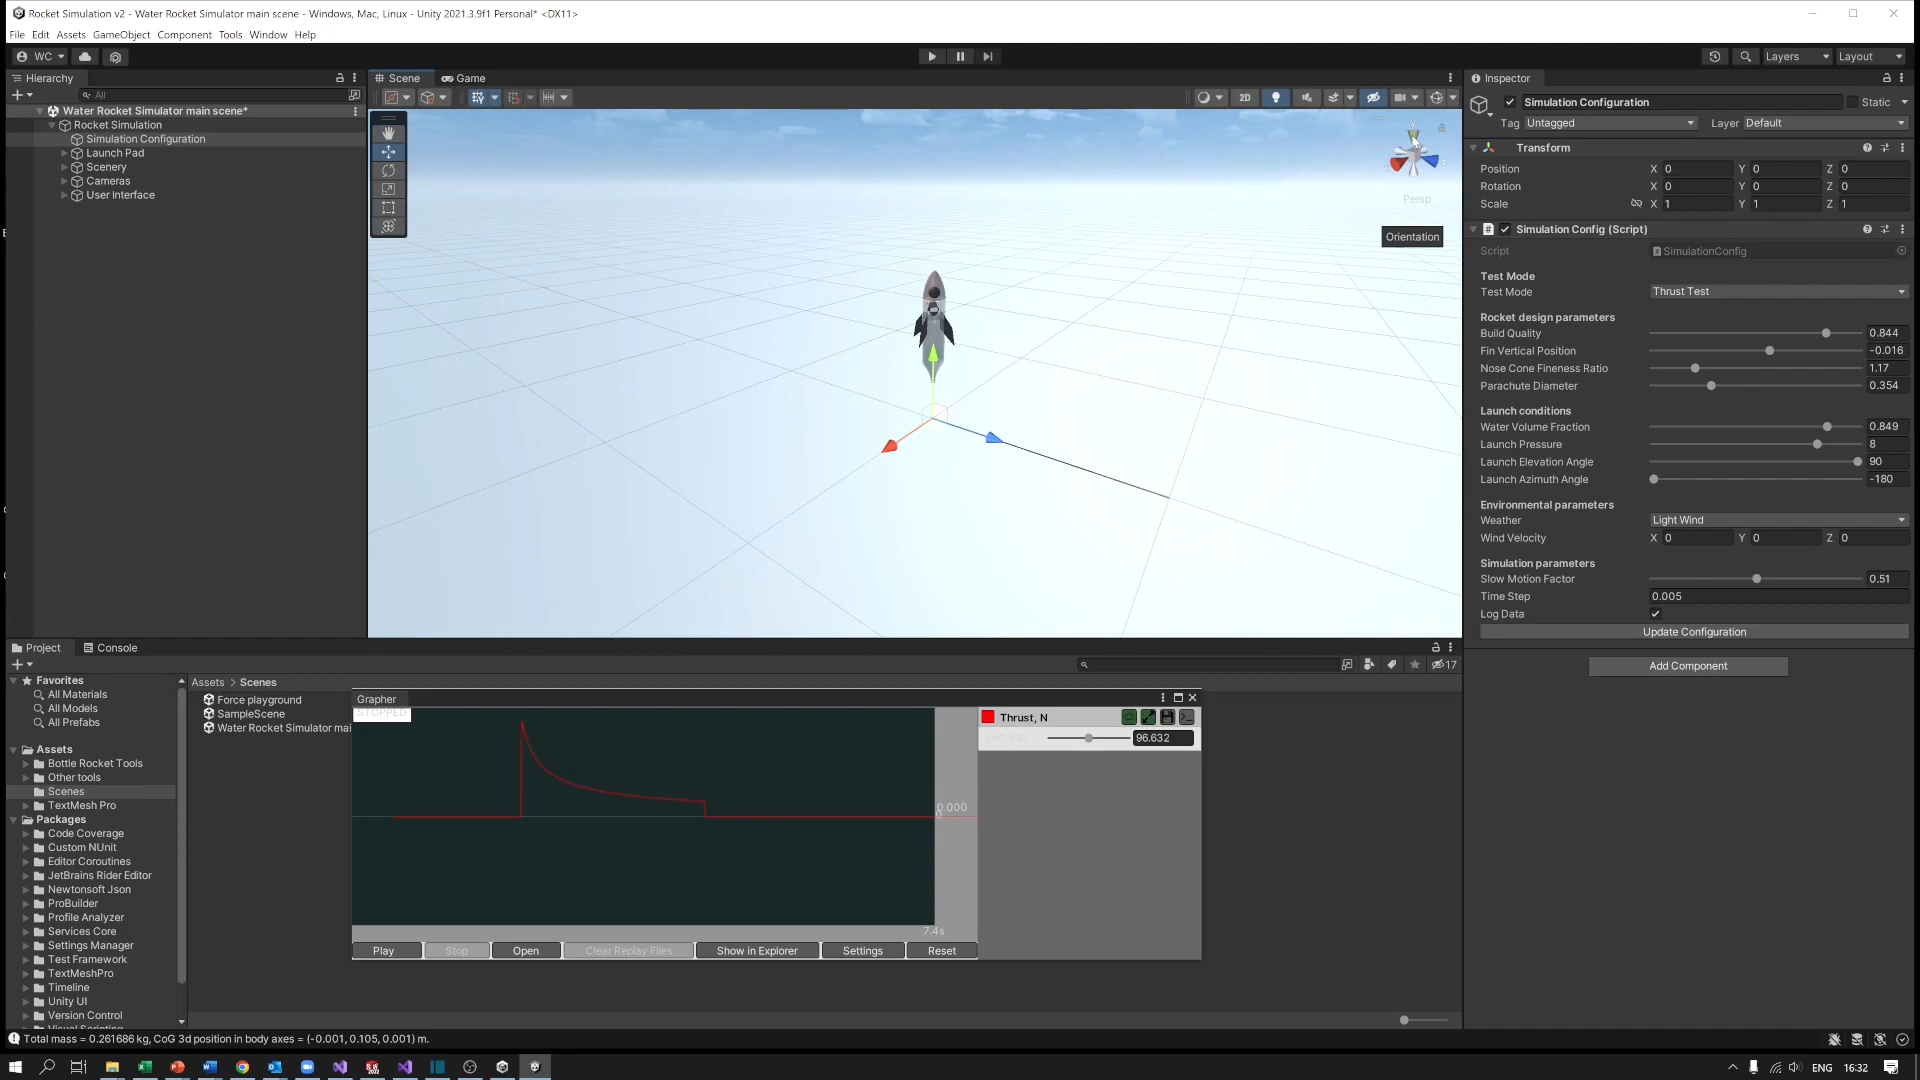 Rocket Simulation v2 - Water Rocket Simulator main scene - Windows, Mac, Linux - Unity 2021.3.9f1 Personal* <DX11>
File Edit Assets GameObject Component Tools Window Help
WC
Layers
Layout
Hierarchy
All
Water Rocket Simulator main scene*
Rocket Simulation
Simulation Configuration
Launch Pad
Scenery
Cameras
User Interface
Scene
Game
2D
Persp
Orientation
Inspector
Simulation Configuration
Static
Tag Untagged
Layer Default
Transform
Position X 0 Y 0 Z 0
Rotation X 0 Y 0 Z 0
Scale X 1 Y 1 Z 1
Simulation Config (Script)
Script SimulationConfig
Test Mode
Test Mode Thrust Test
Rocket design parameters
Build Quality 0.844
Fin Vertical Position -0.016
Nose Cone Fineness Ratio 1.17
Parachute Diameter 0.354
Launch conditions
Water Volume Fraction 0.849
Launch Pressure 8
Launch Elevation Angle 90
Launch Azimuth Angle -180
Environmental parameters
Weather Light Wind
Wind Velocity X 0 Y 0 Z 0
Simulation parameters
Slow Motion Factor 0.51
Time Step 0.005
Log Data
Update Configuration
Add Component
Project
Console
17
Favorites
All Materials
All Models
All Prefabs
Assets
Bottle Rocket Tools
Other tools
Scenes
TextMesh Pro
Packages
Code Coverage
Custom NUnit
Editor Coroutines
JetBrains Rider Editor
Newtonsoft Json
ProBuilder
Profile Analyzer
Services Core
Settings Manager
Test Framework
TextMeshPro
Timeline
Unity UI
Version Control
Assets > Scenes
Force playground
SampleScene
Water Rocket Simulator mai
Grapher
STOPPED
Thrust, N
96.632
0.000
7.4s
Play
Stop
Open
Clear Replay Files
Show in Explorer
Settings
Reset
Total mass = 0.261686 kg, CoG 3d position in body axes = (-0.001, 0.105, 0.001) m.
ENG
16:32